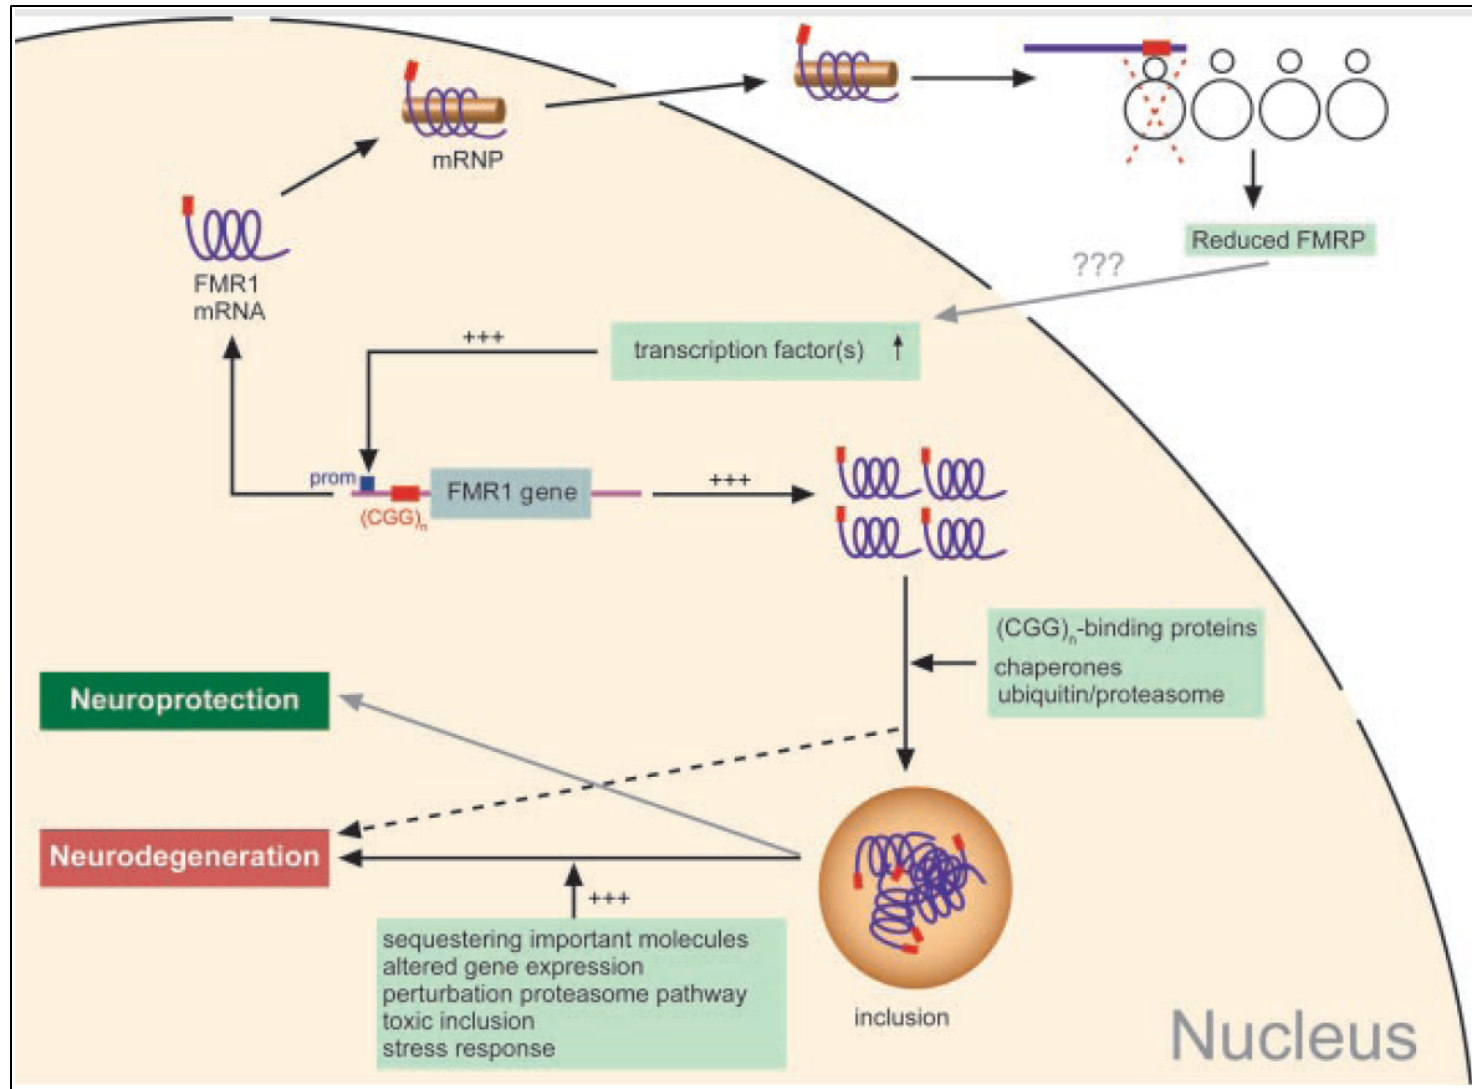 mRNP
FMR1
mRNA
Reduced FMRP
???
+++
transcription factor(s) ↑
prom
(CGG)n
FMR1 gene
+++
(CGG)n-binding proteins
chaperones
ubiquitin/proteasome
Neuroprotection
Neurodegeneration
+++
sequestering important molecules
altered gene expression
perturbation proteasome pathway
toxic inclusion
stress response
inclusion
Nucleus